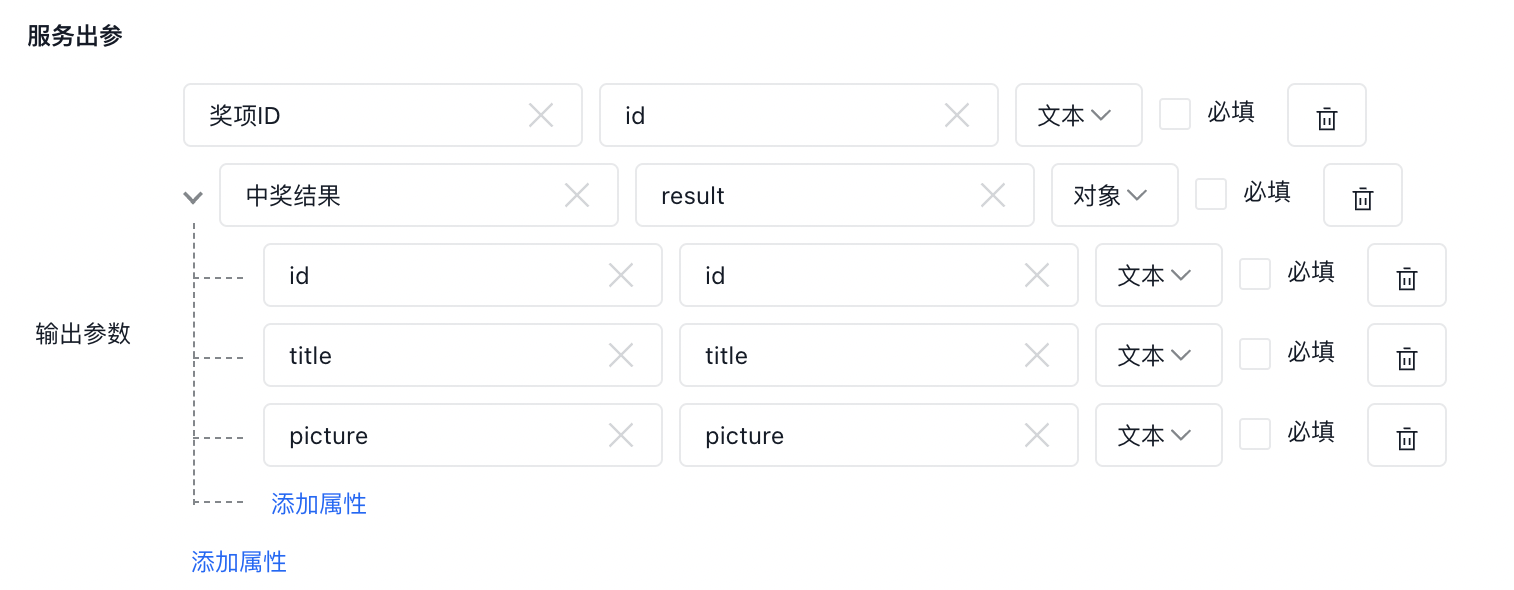 服务出参
奖项ID id 文本 必填
中奖结果 result 对象 必填
id id 文本 必填
title title 文本 必填
输出参数
picture picture 文本 必填
添加属性
添加属性